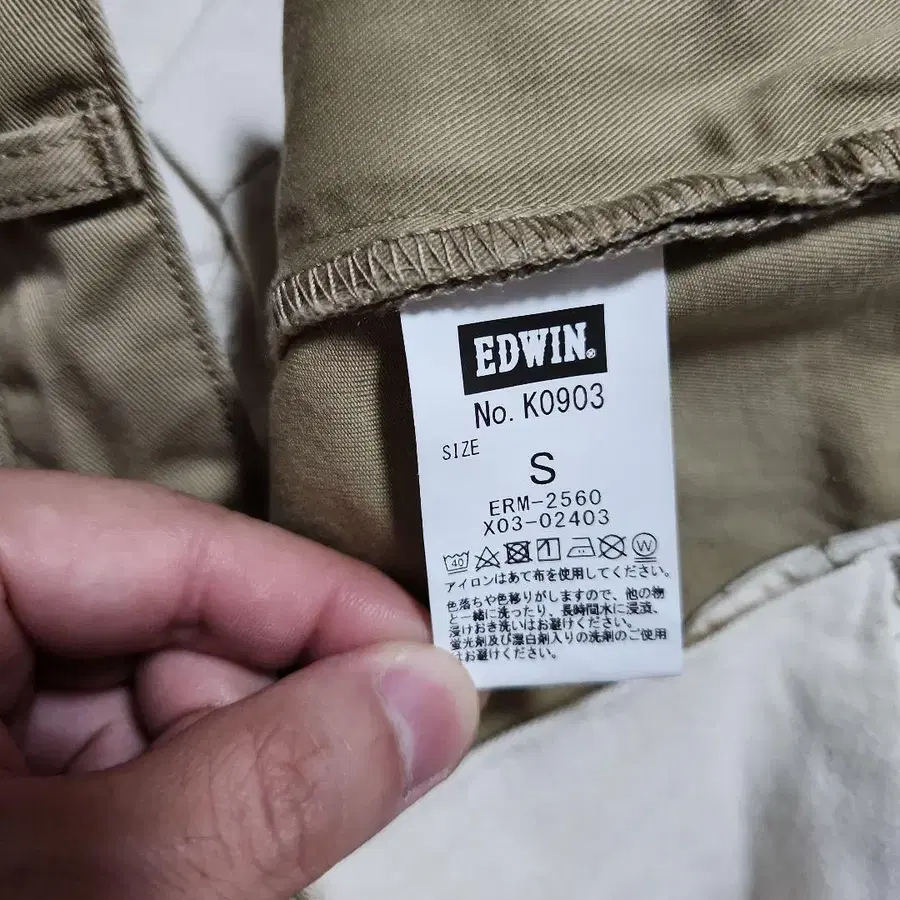 EDWIN®
No. K0903
SIZE
S
ERM-2560
X03-02403
40 W
アイロンはあて布を使用してください。
色落ちや色移りがしますので、他の物
と一緒に洗ったり、長時間水に浸漬、
浸けおき洗いはお避けください。
蛍光剤及び漂白剤入りの洗剤のご使用
はお避けください。